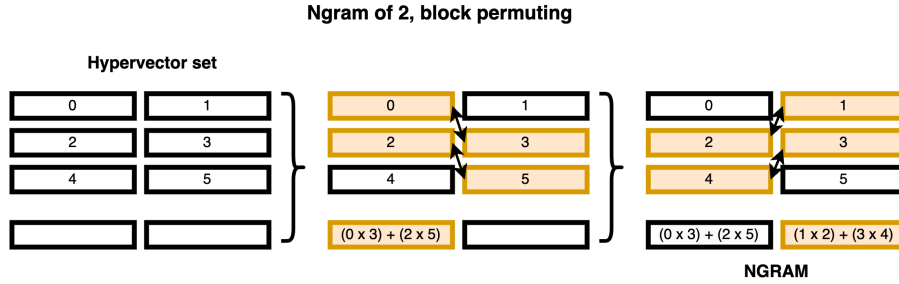 Ngram of 2, block permuting
Hypervector set
0 1 0 1 0 1
2 3 2 3 2 3
4 5 4 5 4 5
(0 x 3) + (2 x 5) (0 x 3) + (2 x 5) (1 x 2) + (3 x 4)
NGRAM